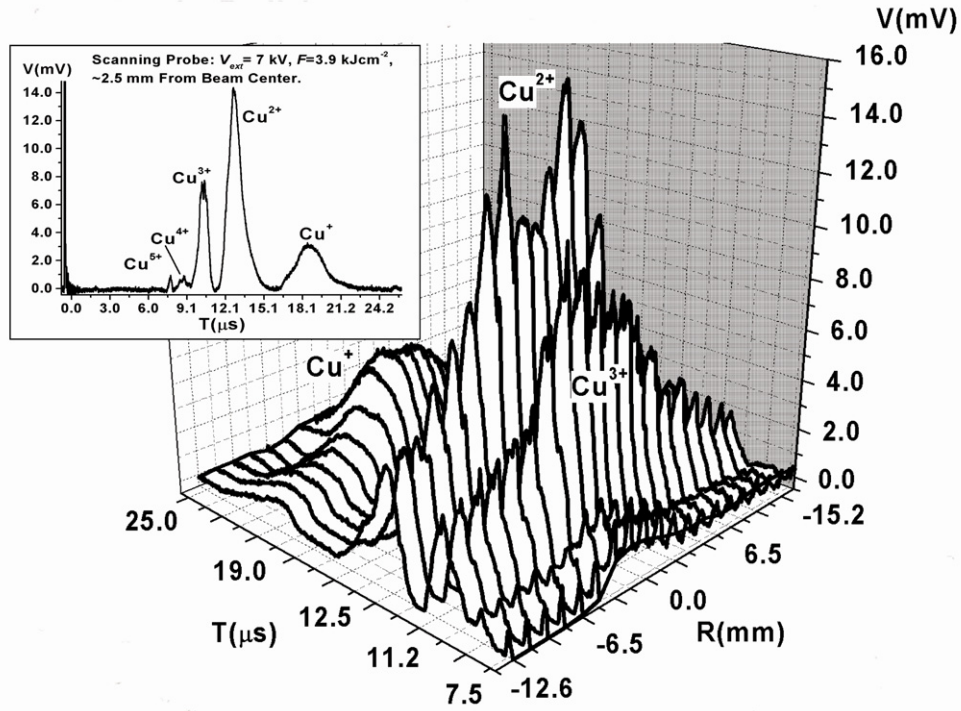 V(mV)
16.0
14.0
12.0
10.0
8.0
6.0
4.0
2.0
0.0
Scanning Probe: V_ext= 7 kV, F=3.9 kJcm⁻²,
~2.5 mm From Beam Center.
V(mV)
14.0
12.0
10.0
8.0
6.0
4.0
2.0
0.0
Cu²⁺
Cu³⁺
Cu⁴⁺
Cu⁵⁺
Cu⁺
0.0 3.0 6.0 9.1 12.1 15.1 18.1 21.2 24.2
T(μs)
Cu²⁺
Cu⁺
Cu³⁺
25.0
19.0
12.5
11.2
7.5
T(μs)
-15.2
6.5
0.0
-6.5
-12.6
R(mm)